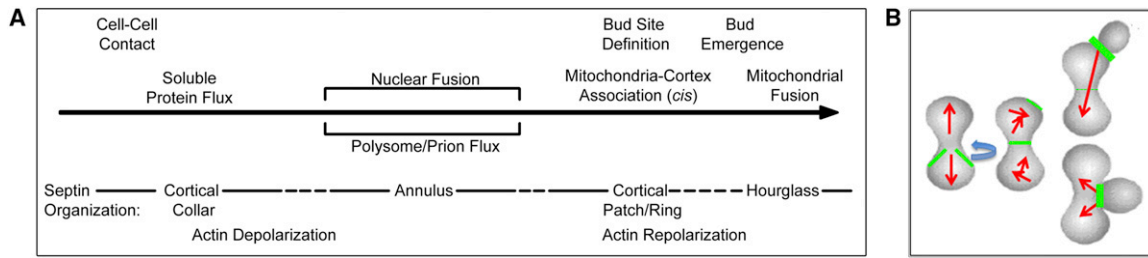 A
B
Cell-Cell
Contact
Bud Site
Definition
Bud
Emergence
Soluble
Protein Flux
Nuclear Fusion
Mitochondria-Cortex
Association (cis)
Mitochondrial
Fusion
Polysome/Prion Flux
Septin
Organization:
Cortical
Collar
Annulus
Cortical
Patch/Ring
Hourglass
Actin Depolarization
Actin Repolarization